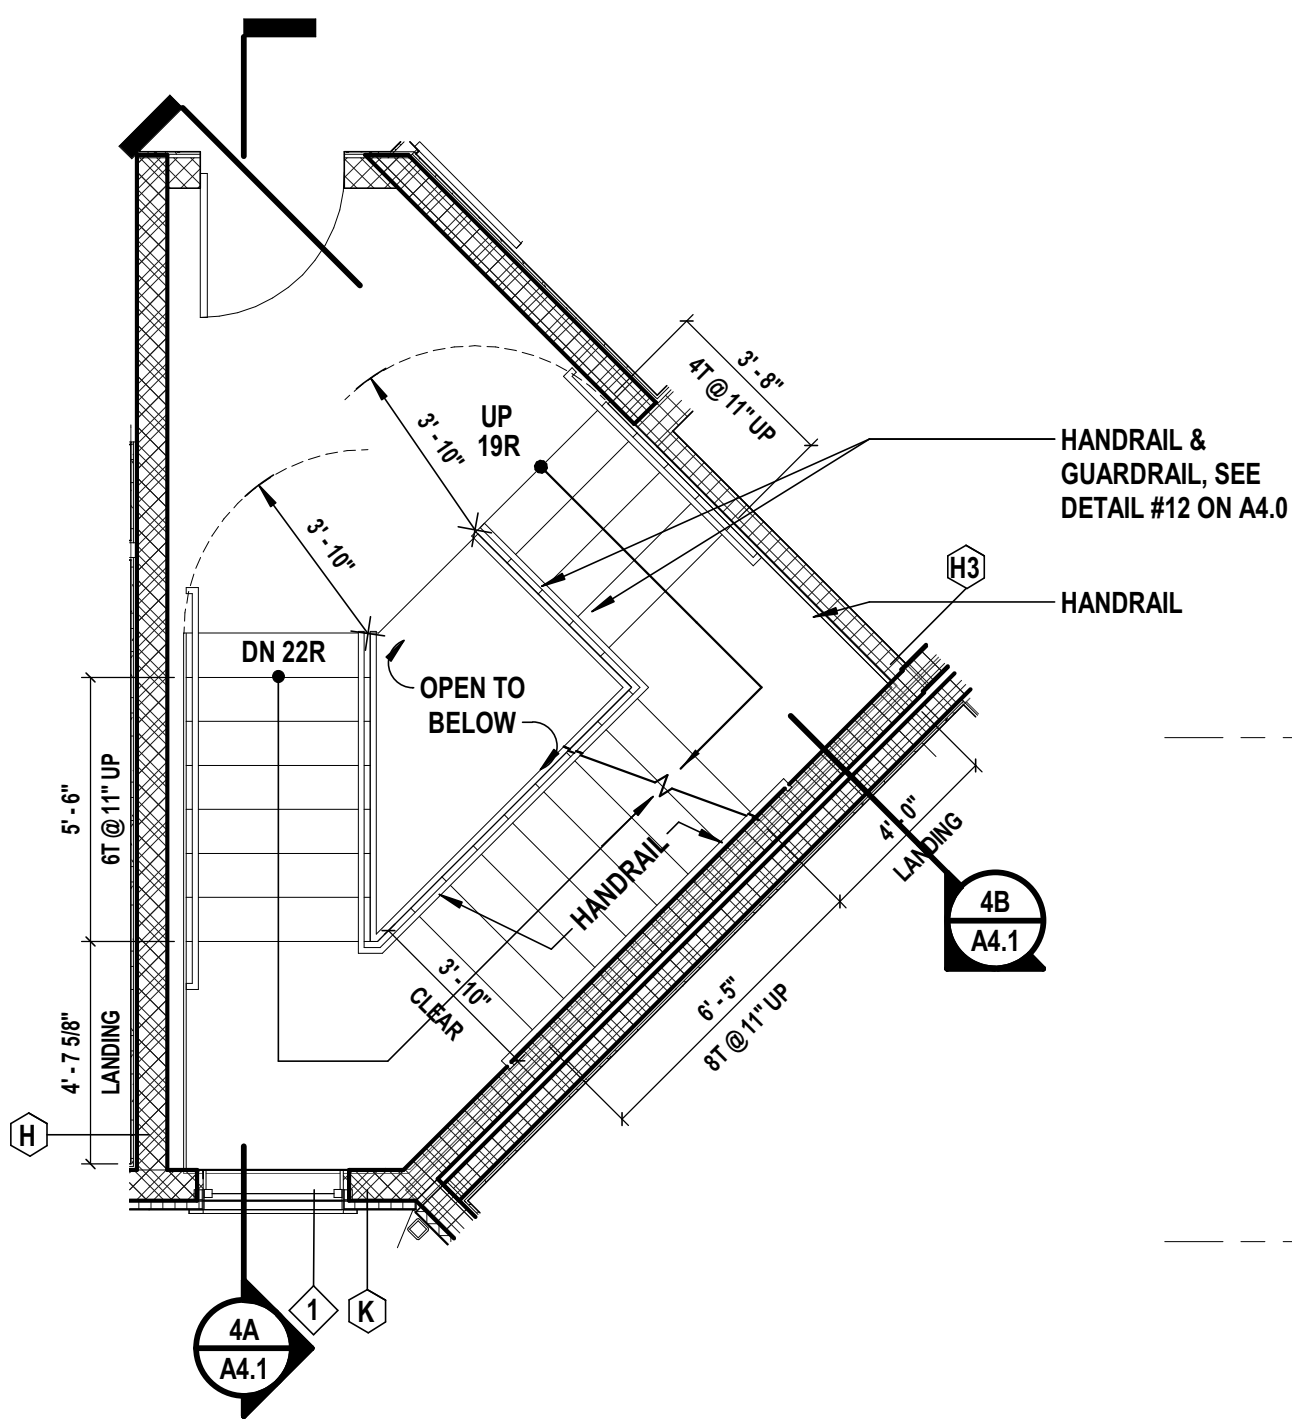 3' - 8"
4T @ 11" UP
UP
19R
3' - 10"
HANDRAIL &
GUARDRAIL, SEE
DETAIL #12 ON A4.0
3' - 10"
H3
HANDRAIL
DN 22R
OPEN TO
BELOW
5' - 6"
6T @ 11" UP
4' - 0"
LANDING
HANDRAIL
4B
A4.1
3' - 10"
CLEAR
6' - 5"
8T @ 11" UP
4' - 7 5/8"
LANDING
H
1
K
4A
A4.1